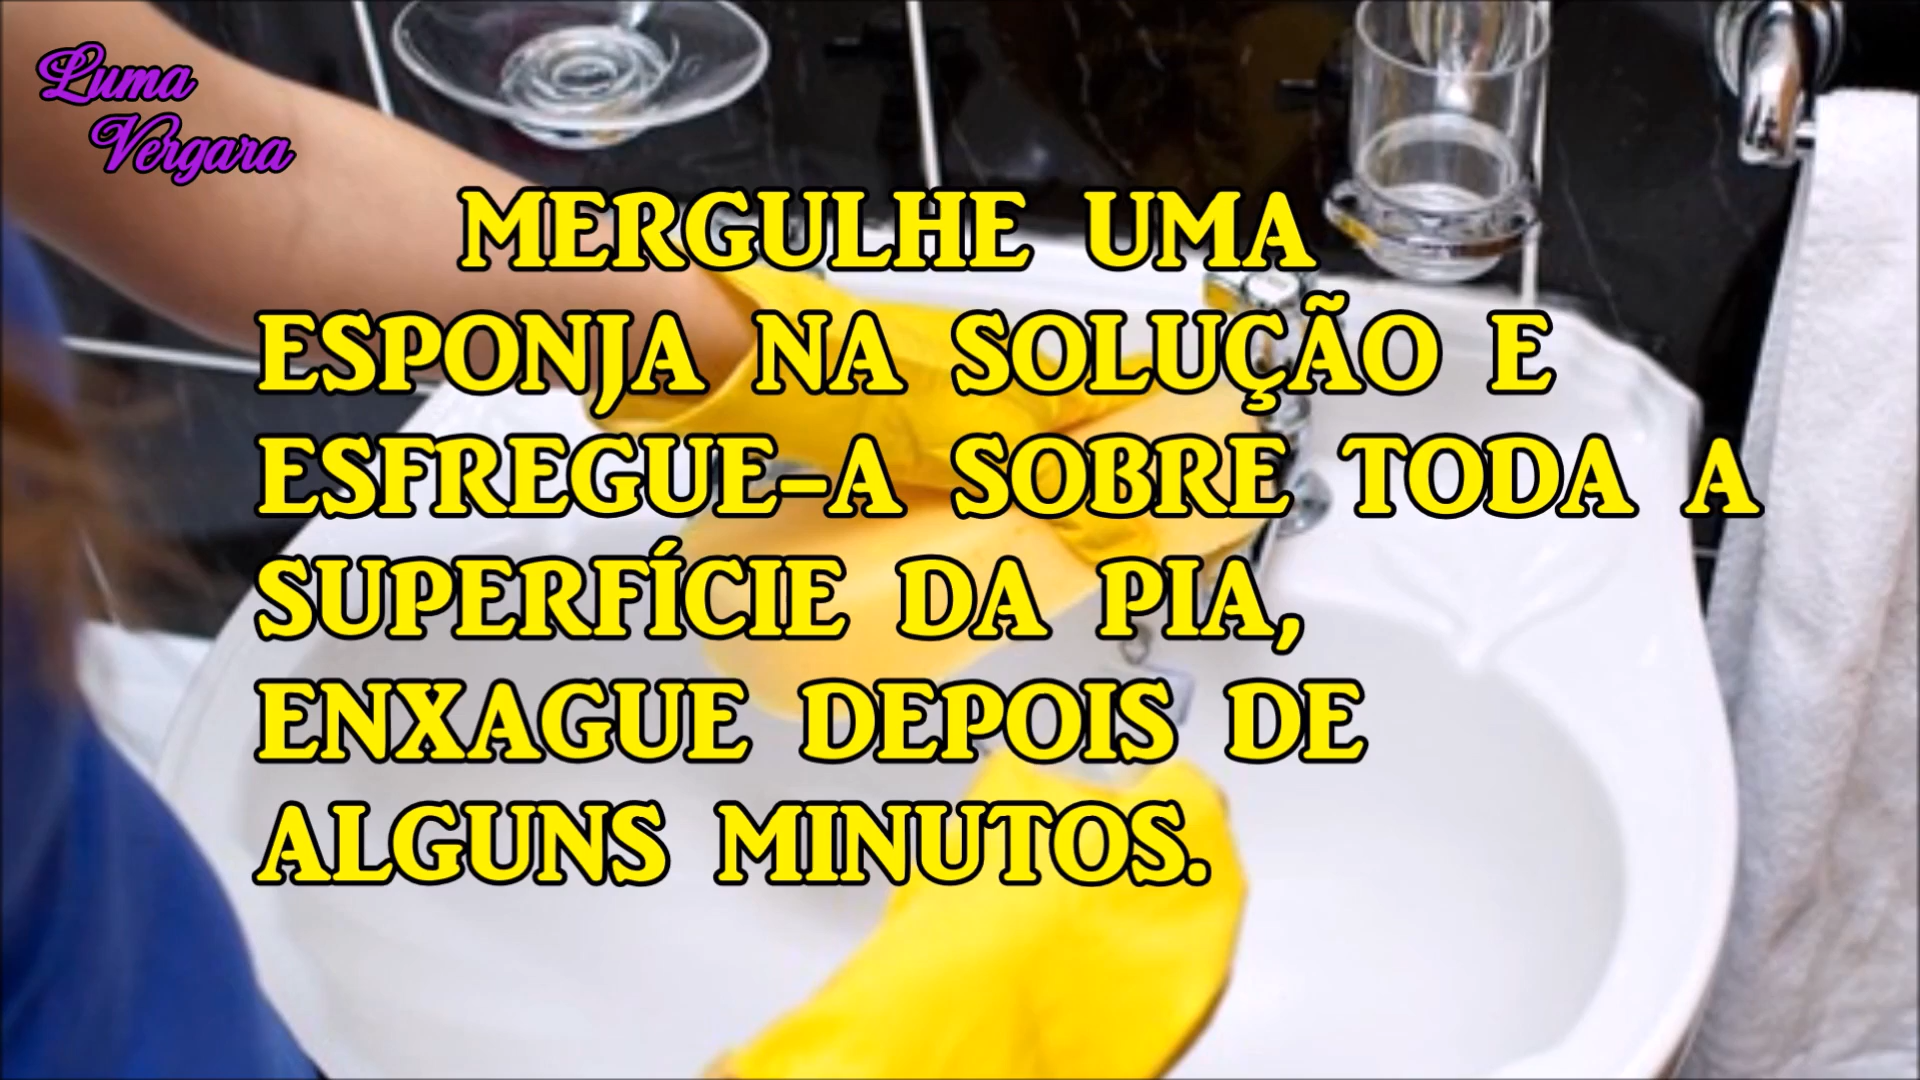 Luma
Vergara
MERGULHE UMA
ESPONJA NA SOLUÇÃO E
ESFREGUE-A SOBRE TODA A
SUPERFÍCIE DA PIA,
ENXAGUE DEPOIS DE
ALGUNS MINUTOS.